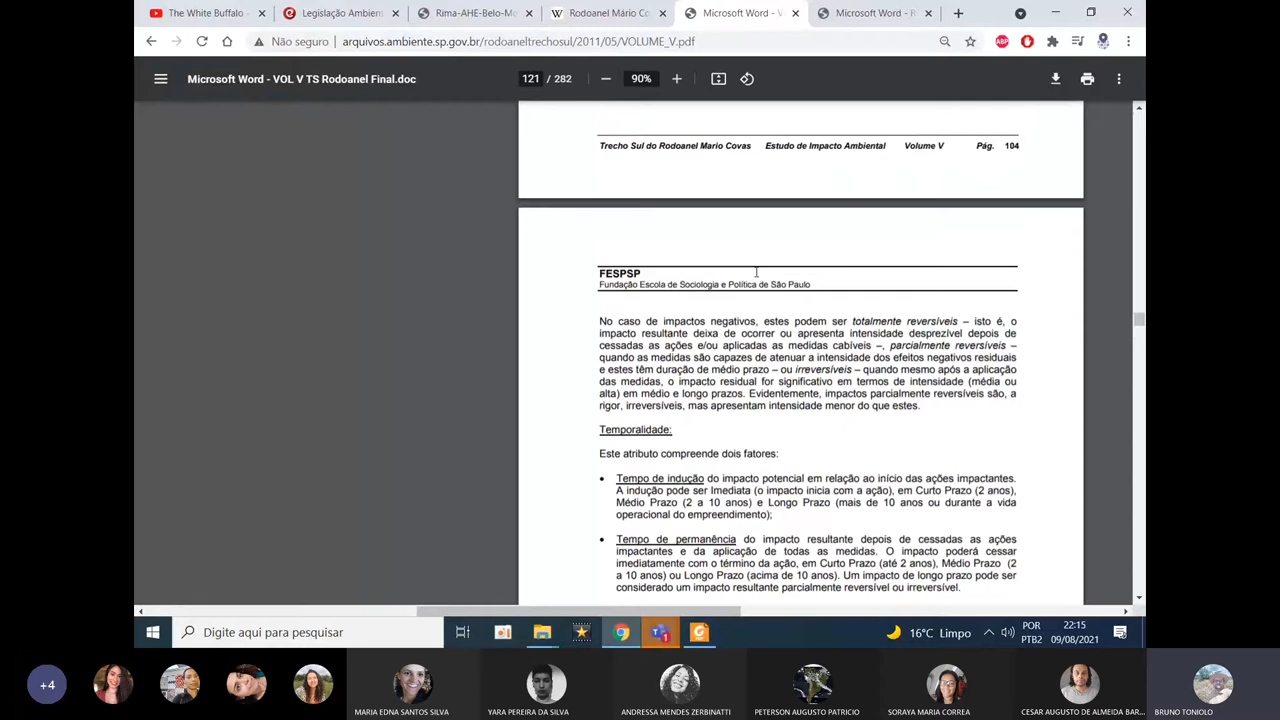 The White Buffalo -
Legislação Ambien
Rima-AHE-Belo-Mo
Rodoanel Mário Co
Microsoft Word - V
Microsoft Word - R
Não seguro
arquivos.ambiente.sp.gov.br/rodoaneltrechosul/2011/05/VOLUME_V.pdf
Microsoft Word - VOL V TS Rodoanel Final.doc
121 / 282
90%
Trecho Sul do Rodoanel Mario Covas Estudo de Impacto Ambiental Volume V Pág. 104
FESPSP
Fundação Escola de Sociologia e Política de São Paulo
No caso de impactos negativos, estes podem ser totalmente reversíveis – isto é, o
impacto resultante deixa de ocorrer ou apresenta intensidade desprezível depois de
cessadas as ações e/ou aplicadas as medidas cabíveis –, parcialmente reversíveis –
quando as medidas são capazes de atenuar a intensidade dos efeitos negativos residuais
e estes têm duração de médio prazo – ou irreversíveis – quando mesmo após a aplicação
das medidas, o impacto residual for significativo em termos de intensidade (média ou
alta) em médio e longo prazos. Evidentemente, impactos parcialmente reversíveis são, a
rigor, irreversíveis, mas apresentam intensidade menor do que estes.
Temporalidade:
Este atributo compreende dois fatores:
• Tempo de indução do impacto potencial em relação ao início das ações impactantes.
A indução pode ser Imediata (o impacto inicia com a ação), em Curto Prazo (2 anos),
Médio Prazo (2 a 10 anos) e Longo Prazo (mais de 10 anos ou durante a vida
operacional do empreendimento);
• Tempo de permanência do impacto resultante depois de cessadas as ações
impactantes e da aplicação de todas as medidas. O impacto poderá cessar
imediatamente com o término da ação, em Curto Prazo (até 2 anos), Médio Prazo (2
a 10 anos) ou Longo Prazo (acima de 10 anos). Um impacto de longo prazo pode ser
considerado um impacto resultante parcialmente reversível ou irreversível.
Digite aqui para pesquisar
16°C Limpo
POR
PTB2
22:15
09/08/2021
+4
MARIA EDNA SANTOS SILVA
YARA PEREIRA DA SILVA
ANDRESSA MENDES ZERBINATTI
PETERSON AUGUSTO PATRICIO
SORAYA MARIA CORREA
CESAR AUGUSTO DE ALMEIDA BAR...
BRUNO TONIOLO